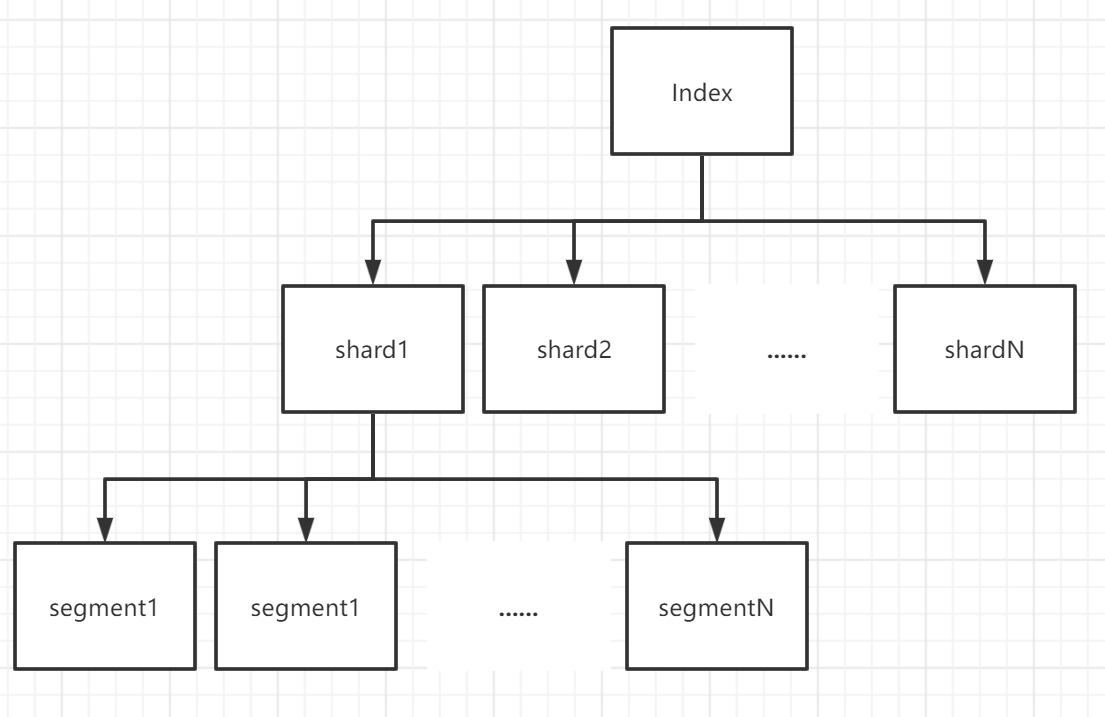 Index
shard1
shard2
......
shardN
segment1
segment1
......
segmentN